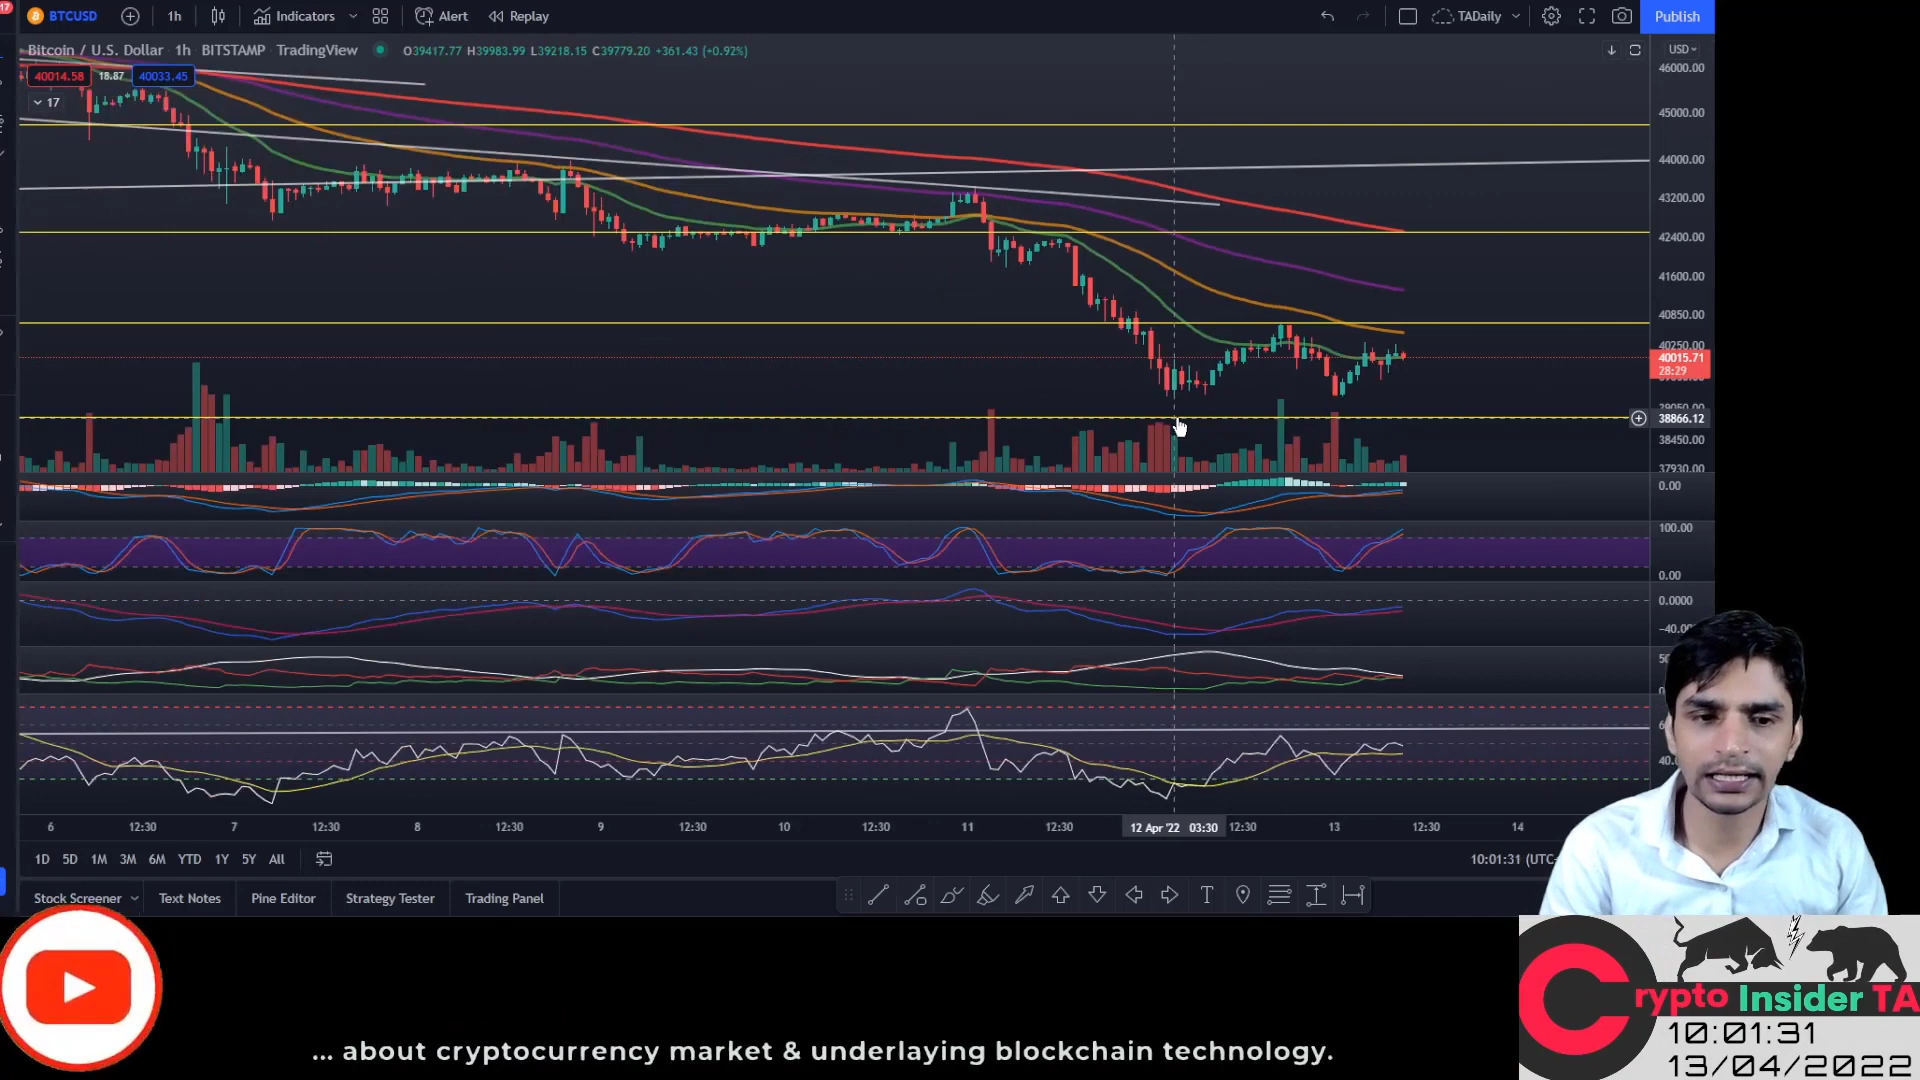 17
BTCUSD
1h
Indicators
Alert
Replay
TADaily
Publish
Bitcoin / U.S. Dollar 1h BITSTAMP TradingView
O39417.77 H39983.99 L39218.15 C39779.20 +361.43 (+0.92%)
USD
40014.58 18.87 40033.45
17
46000.00
45000.00
44000.00
43200.00
42400.00
41600.00
40850.00
40250.00
40015.71
28:29
38866.12
38450.00
37930.00
0.00
100.00
0.00
0.0000
-40.00
6 12:30 7 12:30 8 12:30 9 12:30 10 12:30 11 12:30 12 Apr '22 03:30 12:30 13 12:30 14
1D 5D 1M 3M 6M YTD 1Y 5Y All
10:01:31 (UTC
Stock Screener
Text Notes
Pine Editor
Strategy Tester
Trading Panel
T
Crypto Insider TA
10:01:31
13/04/2022
... about cryptocurrency market & underlaying blockchain technology.